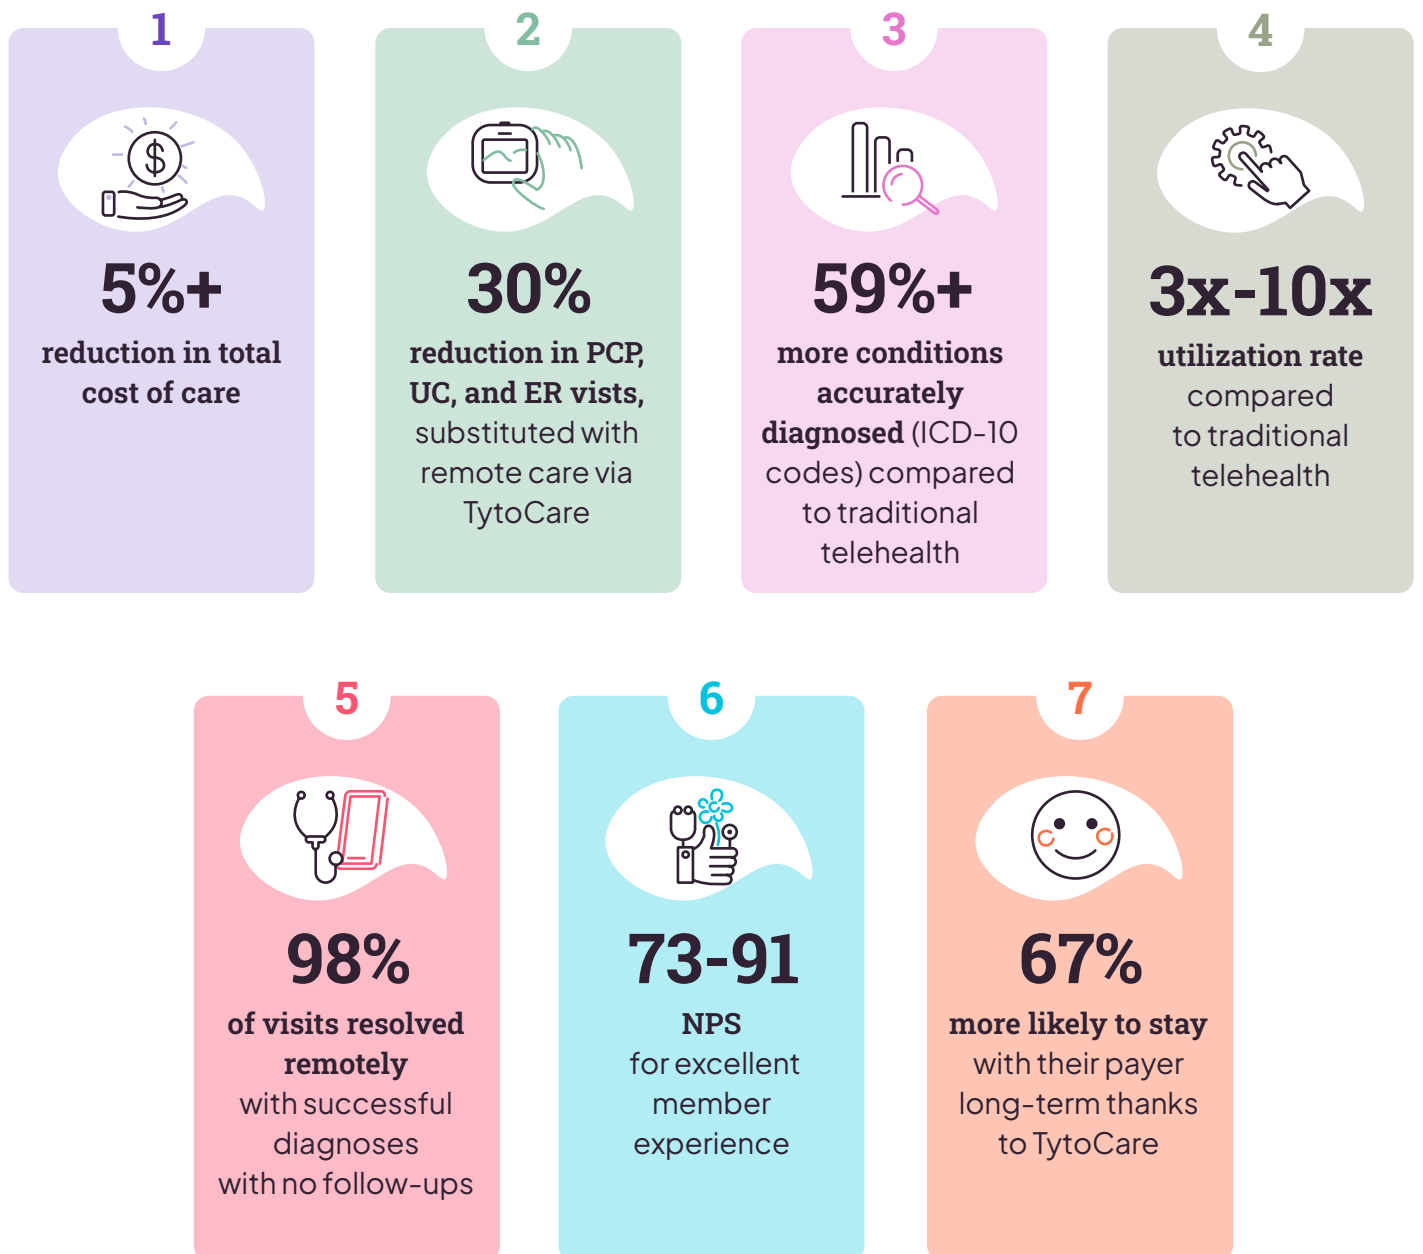 1
5%+
reduction in total
cost of care
2
30%
reduction in PCP,
UC, and ER vists,
substituted with
remote care via
TytoCare
3
59%+
more conditions
accurately
diagnosed (ICD-10
codes) compared
to traditional
telehealth
4
3x-10x
utilization rate
compared
to traditional
telehealth
5
98%
of visits resolved
remotely
with successful
diagnoses
with no follow-ups
6
73-91
NPS
for excellent
member
experience
7
67%
more likely to stay
with their payer
long-term thanks
to TytoCare